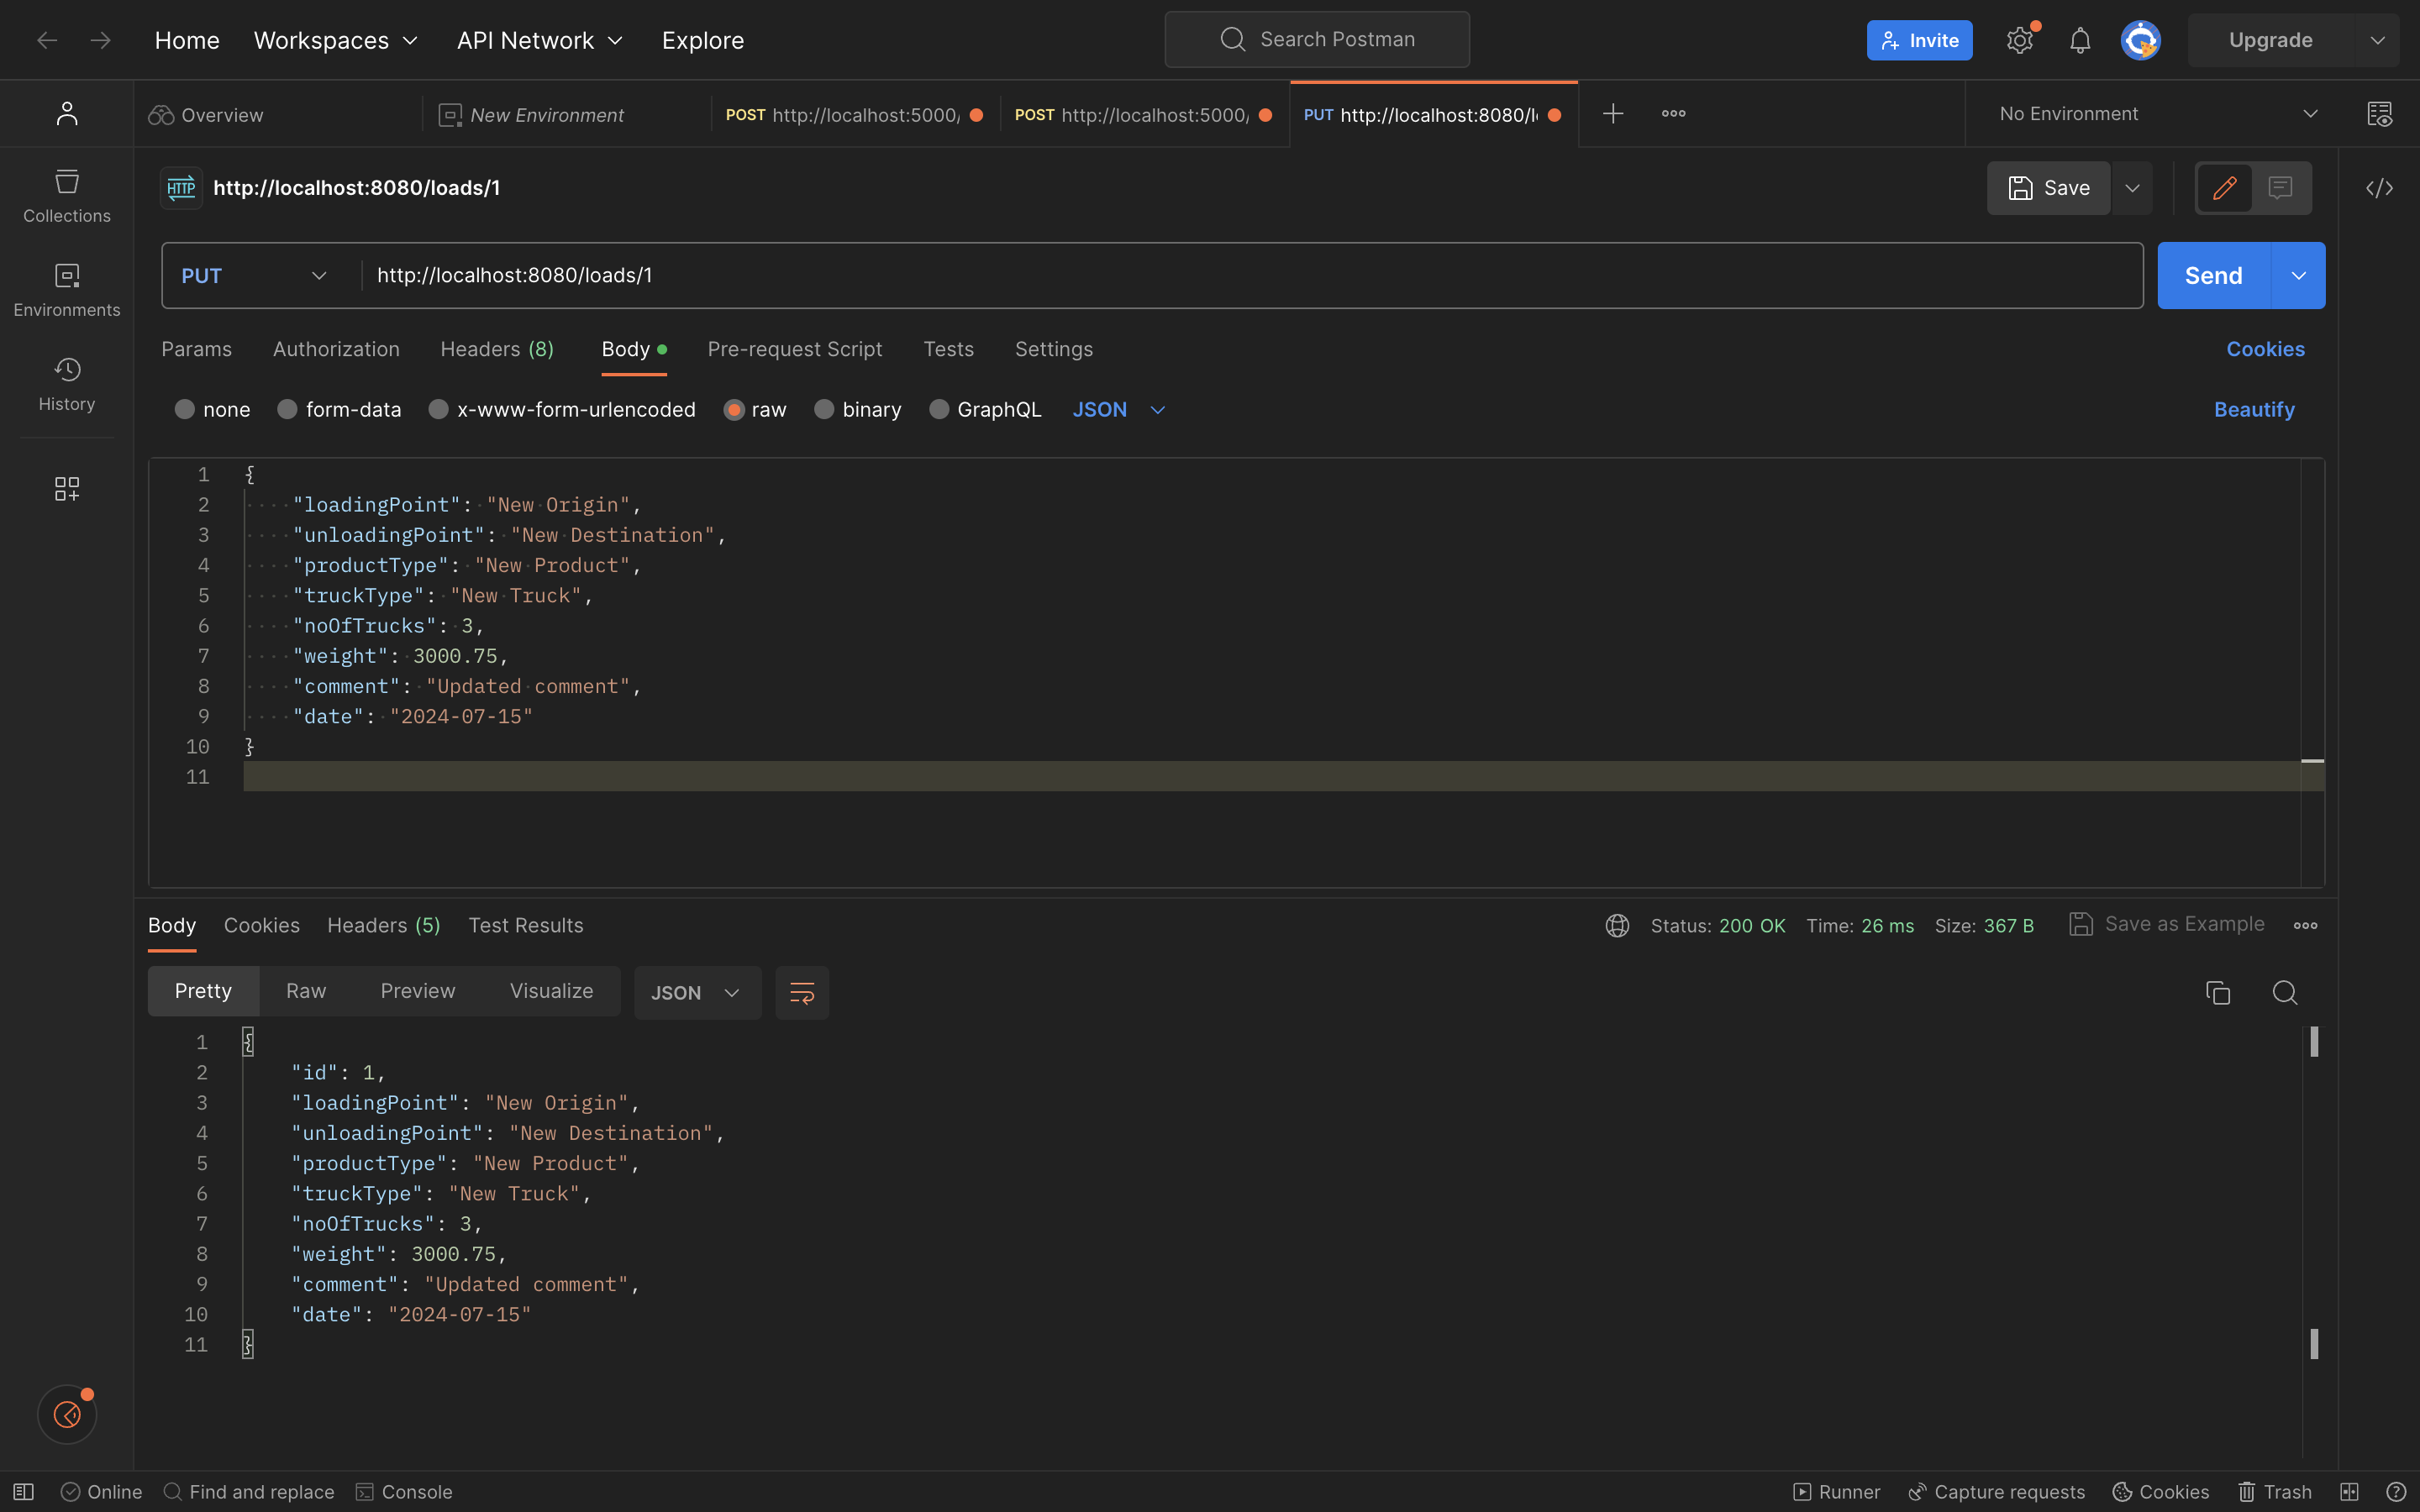 Home Workspaces API Network Explore Search Postman Invite Upgrade
Overview New Environment POST http://localhost:5000/ POST http://localhost:5000/ PUT http://localhost:8080/l No Environment
HTTP http://localhost:8080/loads/1 Save
Collections
PUT http://localhost:8080/loads/1 Send
Environments
Params Authorization Headers (8) Body Pre-request Script Tests Settings Cookies
History
none form-data x-www-form-urlencoded raw binary GraphQL JSON Beautify
1 {
2 "loadingPoint": "New Origin",
3 "unloadingPoint": "New Destination",
4 "productType": "New Product",
5 "truckType": "New Truck",
6 "noOfTrucks": 3,
7 "weight": 3000.75,
8 "comment": "Updated comment",
9 "date": "2024-07-15"
10 }
11
Body Cookies Headers (5) Test Results Status: 200 OK Time: 26 ms Size: 367 B Save as Example
Pretty Raw Preview Visualize JSON
1 {
2 "id": 1,
3 "loadingPoint": "New Origin",
4 "unloadingPoint": "New Destination",
5 "productType": "New Product",
6 "truckType": "New Truck",
7 "noOfTrucks": 3,
8 "weight": 3000.75,
9 "comment": "Updated comment",
10 "date": "2024-07-15"
11 }
Online Find and replace Console Runner Capture requests Cookies Trash